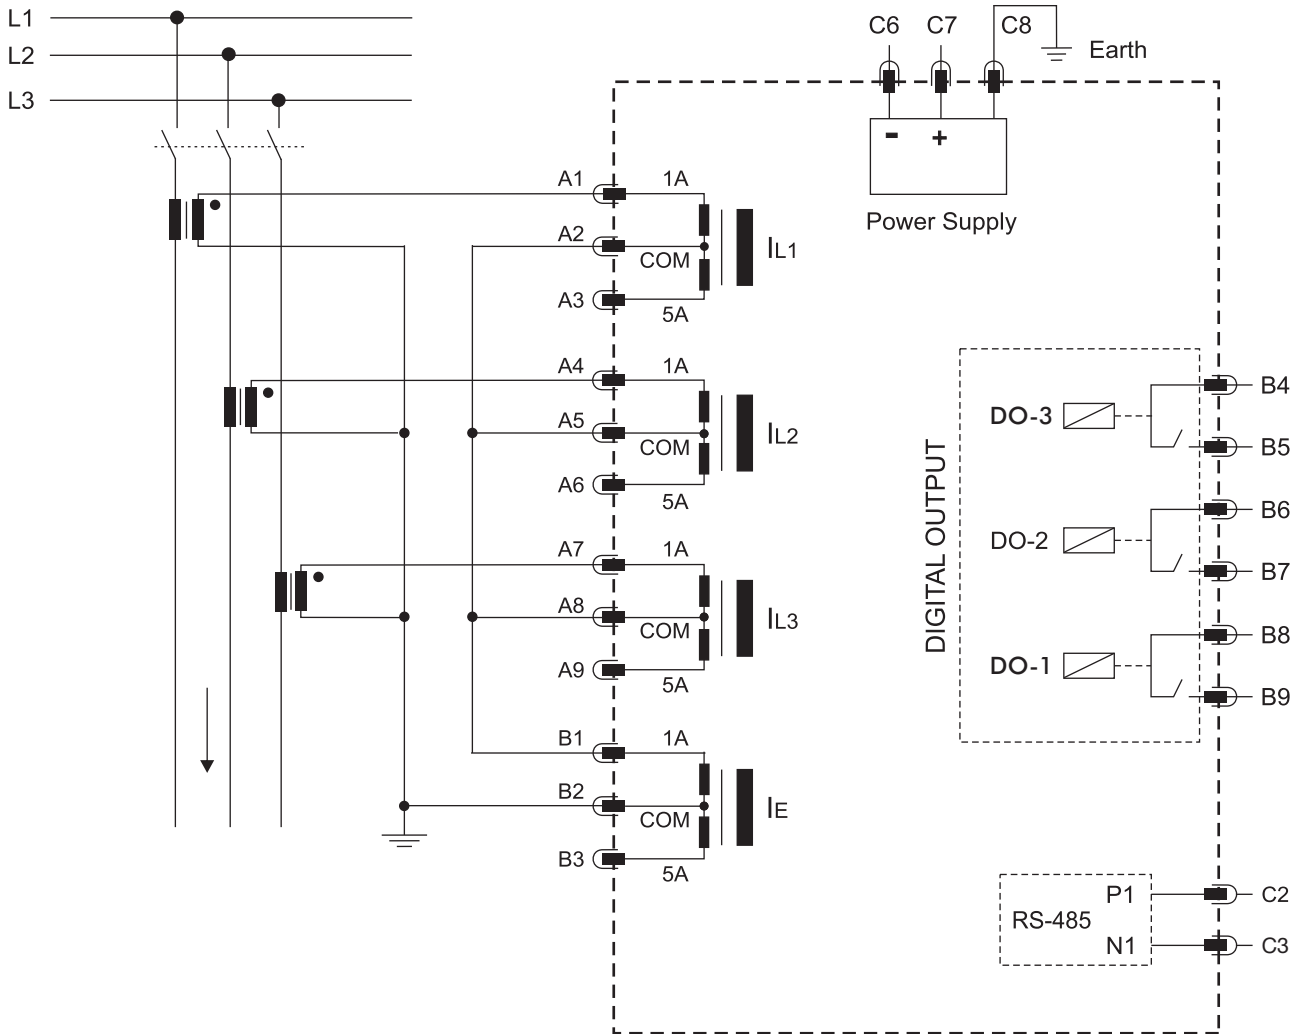 L1
L2
L3
C6 C7 C8
Earth
- +
Power Supply
A1 1A
A2 COM IL1
A3 5A
A4 1A
A5 COM IL2
A6 5A
A7 1A
A8 COM IL3
A9 5A
B1 1A
B2 COM IE
B3 5A
DIGITAL OUTPUT
DO-3
B4
B5
DO-2
B6
B7
DO-1
B8
B9
RS-485
P1 C2
N1 C3